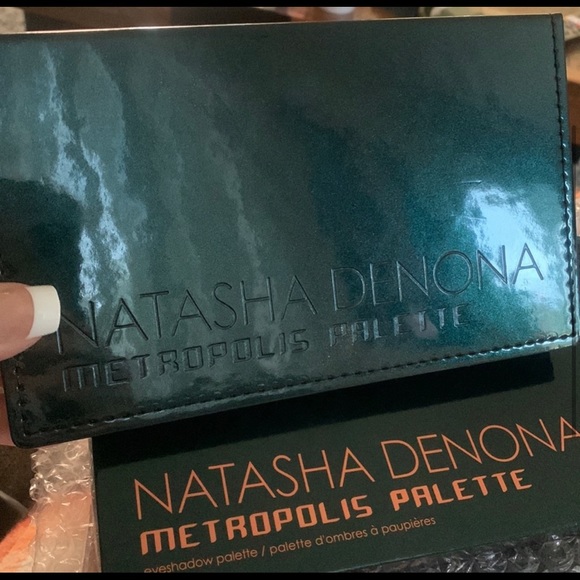 NATASHA DENONA
METROPOLIS PALETTE
NATASHA DENONA
METROPOLIS PALETTE
eyeshadow palette / palette d'ombres à paupières